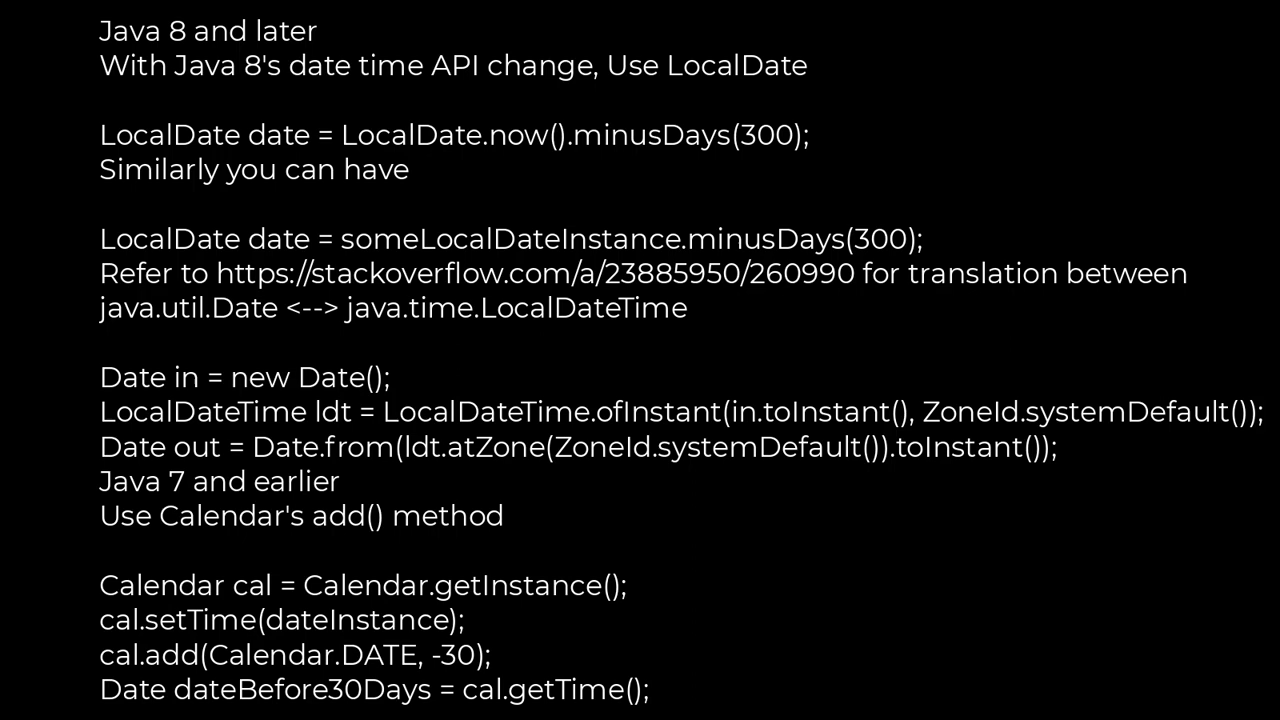 Java 8 and later
With Java 8's date time API change, Use LocalDate
LocalDate date = LocalDate.now().minusDays(300);
Similarly you can have
LocalDate date = someLocalDateInstance.minusDays(300);
Refer to https://stackoverflow.com/a/23885950/260990 for translation between
java.util.Date <--> java.time.LocalDateTime
Date in = new Date();
LocalDateTime ldt = LocalDateTime.ofInstant(in.toInstant(), ZoneId.systemDefault());
Date out = Date.from(ldt.atZone(ZoneId.systemDefault()).toInstant());
Java 7 and earlier
Use Calendar's add() method
Calendar cal = Calendar.getInstance();
cal.setTime(dateInstance);
cal.add(Calendar.DATE, -30);
Date dateBefore30Days = cal.getTime();